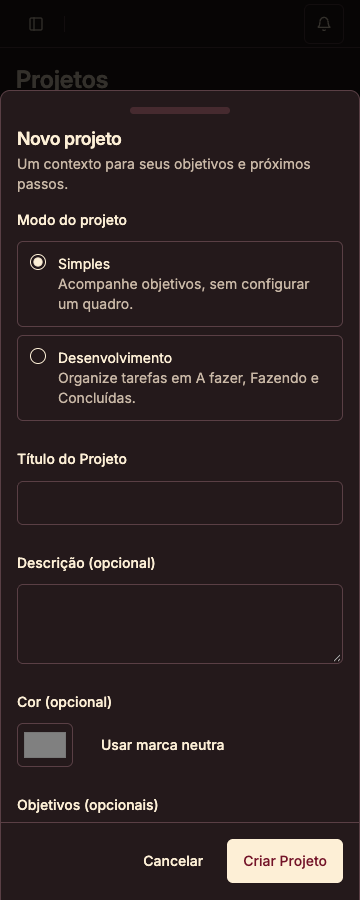 Projetos
Novo projeto
Um contexto para seus objetivos e próximos
passos.
Modo do projeto
Simples
Acompanhe objetivos, sem configurar
um quadro.
Desenvolvimento
Organize tarefas em A fazer, Fazendo e
Concluídas.
Título do Projeto
Descrição (opcional)
Cor (opcional)
Usar marca neutra
Objetivos (opcionais)
Cancelar
Criar Projeto